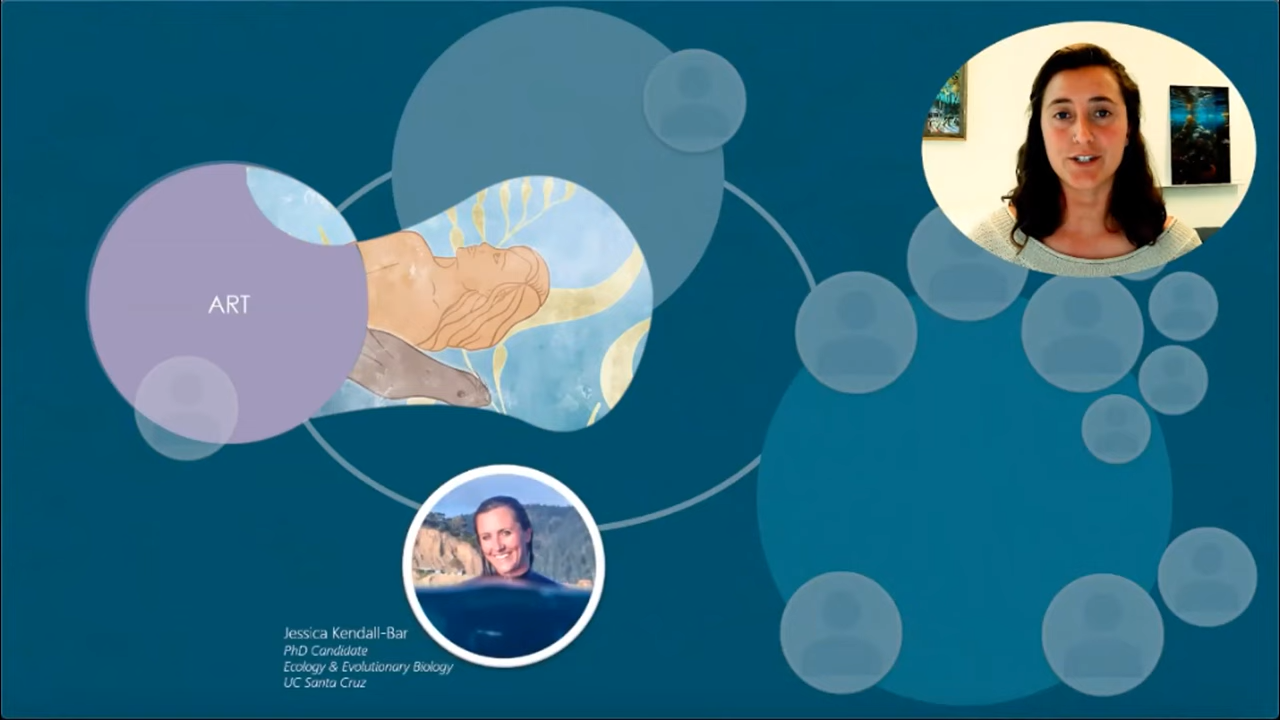 ART
Jessica Kendall-Bar
PhD Candidate
Ecology & Evolutionary Biology
UC Santa Cruz